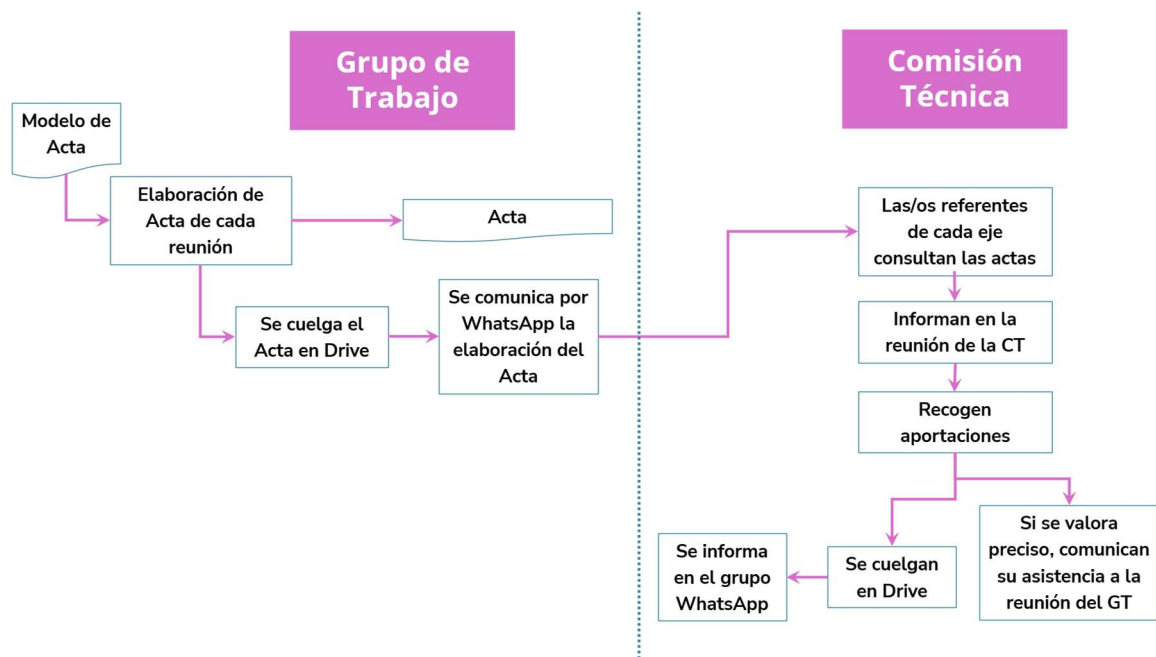 Grupo de
Trabajo
Modelo de
Acta
Elaboración de
Acta de cada
reunión
Acta
Se cuelga el
Acta en Drive
Se comunica por
WhatsApp la
elaboración del
Acta
Comisión
Técnica
Las/os referentes
de cada eje
consultan las actas
Informan en la
reunión de la CT
Recogen
aportaciones
Se cuelgan
en Drive
Se informa
en el grupo
WhatsApp
Si se valora
preciso, comunican
su asistencia a la
reunión del GT